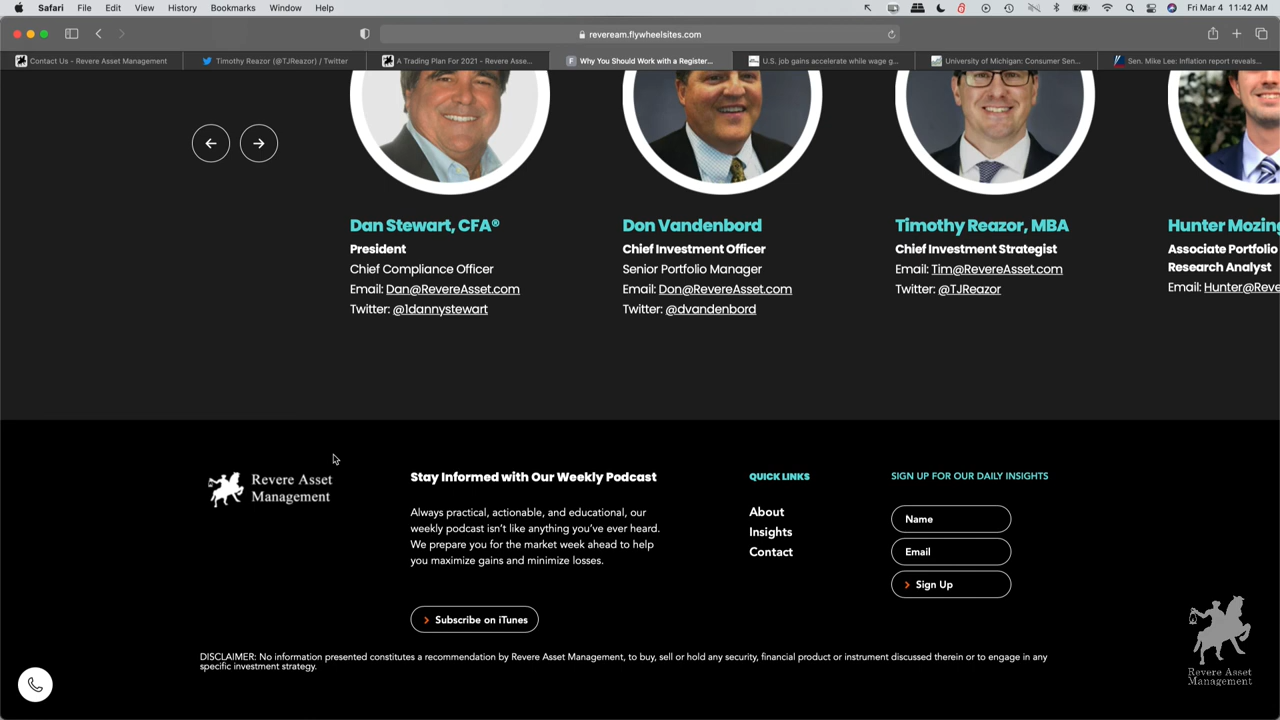 Safari File Edit View History Bookmarks Window Help
Fri Mar 4 11:42 AM
reveream.flywheelsites.com
Contact Us - Revere Asset Management
Timothy Reazor (@TJReazor) / Twitter
A Trading Plan For 2021 - Revere Asse...
F Why You Should Work with a Register...
U.S. job gains accelerate while wage g...
University of Michigan: Consumer Sen...
Sen. Mike Lee: Inflation report reveals...
Dan Stewart, CFA®
President
Chief Compliance Officer
Email: Dan@RevereAsset.com
Twitter: @1dannystewart
Don Vandenbord
Chief Investment Officer
Senior Portfolio Manager
Email: Don@RevereAsset.com
Twitter: @dvandenbord
Timothy Reazor, MBA
Chief Investment Strategist
Email: Tim@RevereAsset.com
Twitter: @TJReazor
Hunter Mozing
Associate Portfolio
Research Analyst
Email: Hunter@Reve
Revere Asset
Management
Stay Informed with Our Weekly Podcast
Always practical, actionable, and educational, our
weekly podcast isn't like anything you've ever heard.
We prepare you for the market week ahead to help
you maximize gains and minimize losses.
Subscribe on iTunes
QUICK LINKS
About
Insights
Contact
SIGN UP FOR OUR DAILY INSIGHTS
Name
Email
Sign Up
DISCLAIMER: No information presented constitutes a recommendation by Revere Asset Management, to buy, sell or hold any security, financial product or instrument discussed therein or to engage in any
specific investment strategy.
Revere Asset
Management